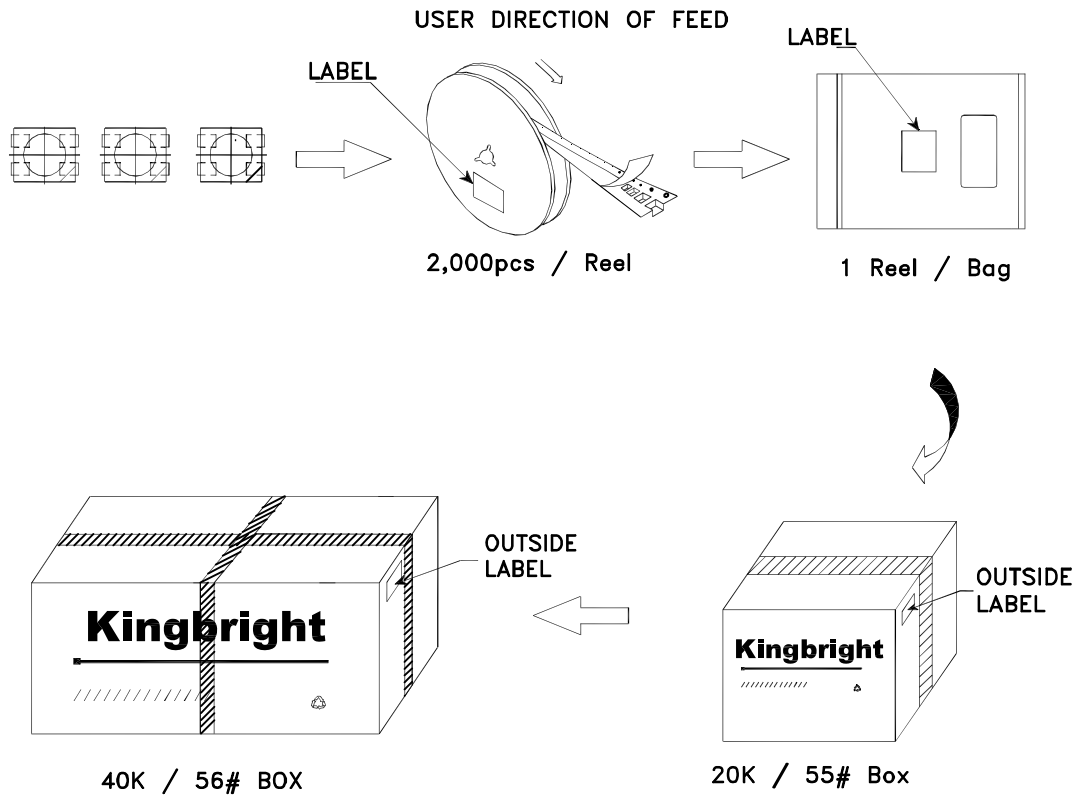 USER DIRECTION OF FEED
LABEL
LABEL
2,000pcs / Reel
1 Reel / Bag
OUTSIDE
LABEL
Kingbright
40K / 56# BOX
OUTSIDE
LABEL
Kingbright
20K / 55# Box